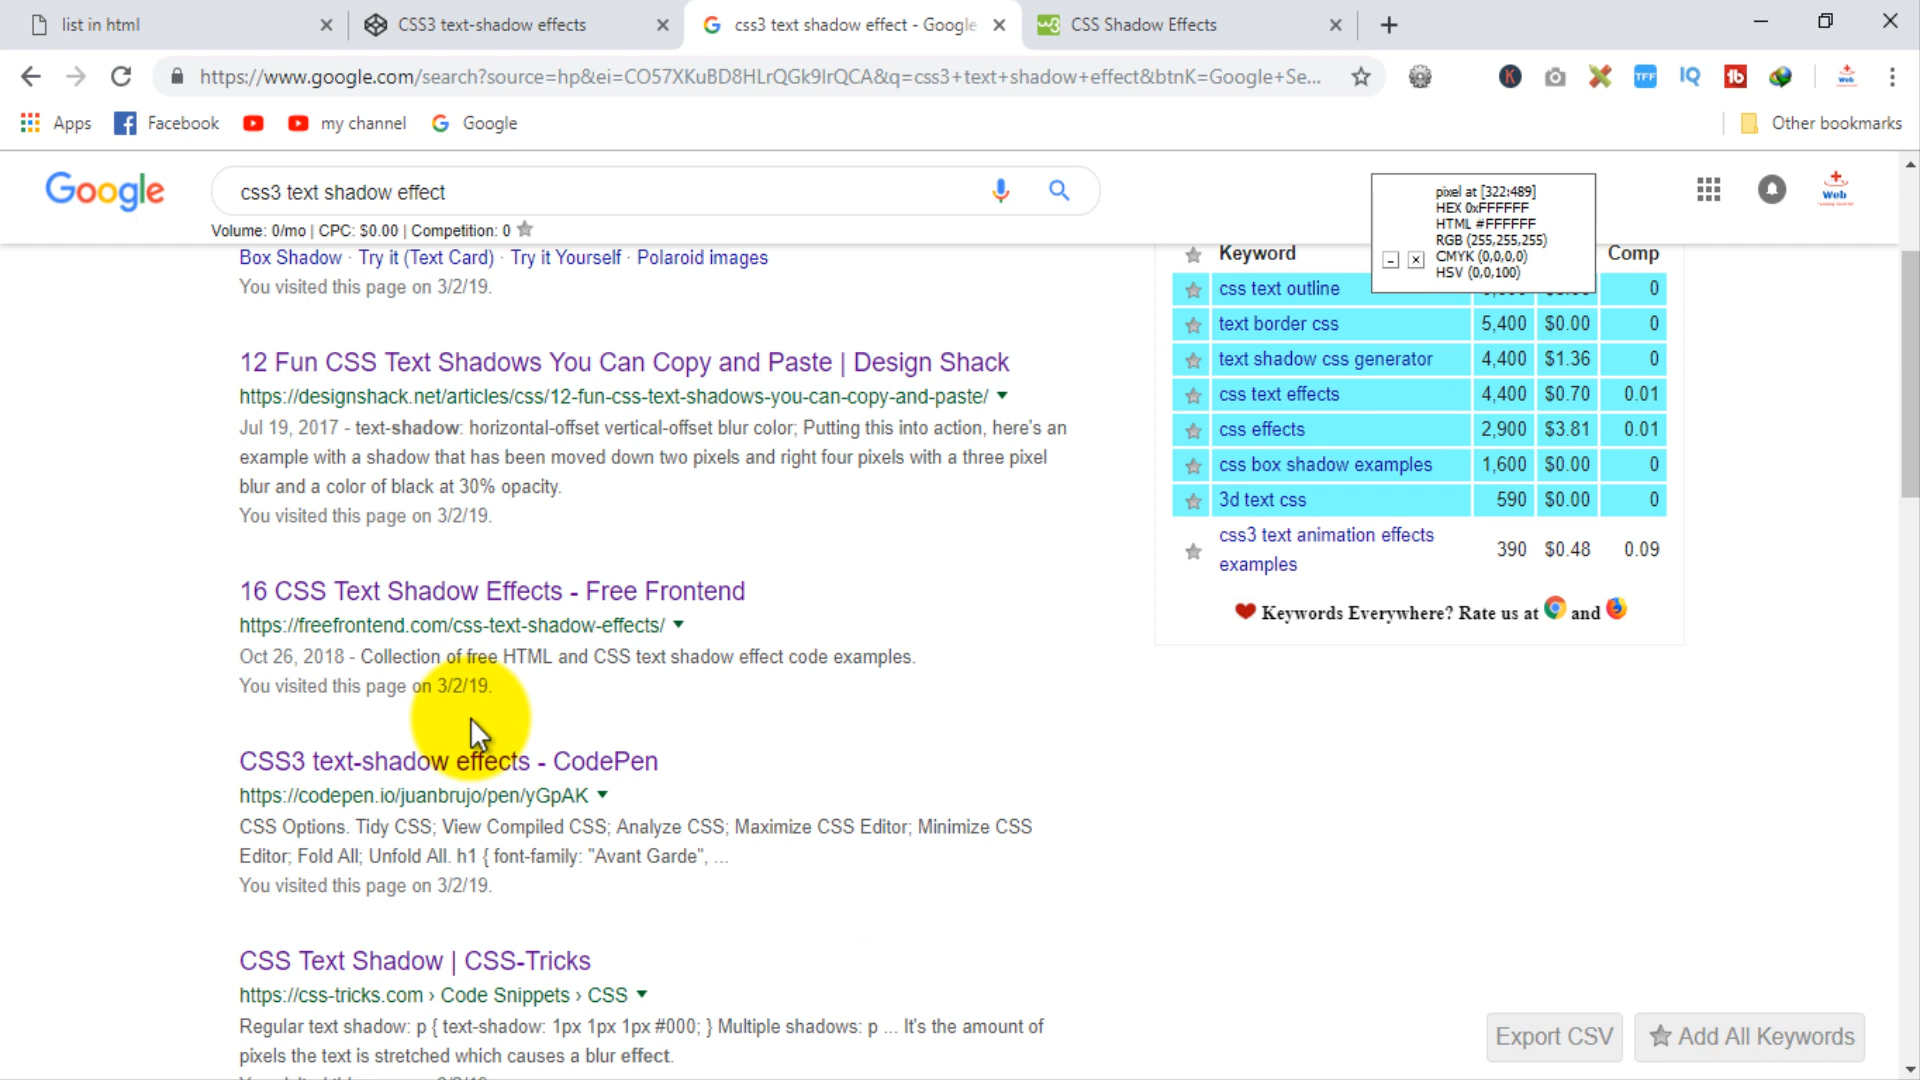 list in html
CSS3 text-shadow effects
css3 text shadow effect - Google
CSS Shadow Effects
https://www.google.com/search?source=hp&ei=CO57XKuBD8HLrQGk9IrQCA&q=css3+text+shadow+effect&btnK=Google+Se...
K
TFF
IQ
Apps
Facebook
my channel
Google
Other bookmarks
Google
css3 text shadow effect
Web
Volume: 0/mo | CPC: $0.00 | Competition: 0
pixel at [322:489]
HEX 0xFFFFFF
HTML #FFFFFF
RGB (255,255,255)
CMYK (0,0,0,0)
HSV (0,0,100)
Box Shadow · Try it (Text Card) · Try it Yourself · Polaroid images
You visited this page on 3/2/19.
12 Fun CSS Text Shadows You Can Copy and Paste | Design Shack
https://designshack.net/articles/css/12-fun-css-text-shadows-you-can-copy-and-paste/
Jul 19, 2017 - text-shadow: horizontal-offset vertical-offset blur color; Putting this into action, here's an
example with a shadow that has been moved down two pixels and right four pixels with a three pixel
blur and a color of black at 30% opacity.
You visited this page on 3/2/19.
16 CSS Text Shadow Effects - Free Frontend
https://freefrontend.com/css-text-shadow-effects/
Oct 26, 2018 - Collection of free HTML and CSS text shadow effect code examples.
You visited this page on 3/2/19.
CSS3 text-shadow effects - CodePen
https://codepen.io/juanbrujo/pen/yGpAK
CSS Options. Tidy CSS; View Compiled CSS; Analyze CSS; Maximize CSS Editor; Minimize CSS
Editor; Fold All; Unfold All. h1 { font-family: "Avant Garde", ...
You visited this page on 3/2/19.
CSS Text Shadow | CSS-Tricks
https://css-tricks.com › Code Snippets › CSS
Regular text shadow: p { text-shadow: 1px 1px 1px #000; } Multiple shadows: p ... It's the amount of
pixels the text is stretched which causes a blur effect.
Keyword Comp
css text outline 0
text border css 5,400 $0.00 0
text shadow css generator 4,400 $1.36 0
css text effects 4,400 $0.70 0.01
css effects 2,900 $3.81 0.01
css box shadow examples 1,600 $0.00 0
3d text css 590 $0.00 0
css3 text animation effects
examples 390 $0.48 0.09
Keywords Everywhere? Rate us at and
Export CSV
Add All Keywords